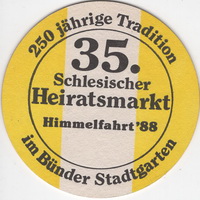 250 jährige Tradition
35.
Schlesischer
Heiratsmarkt
Himmelfahrt '88
im Bünder Stadtgarten